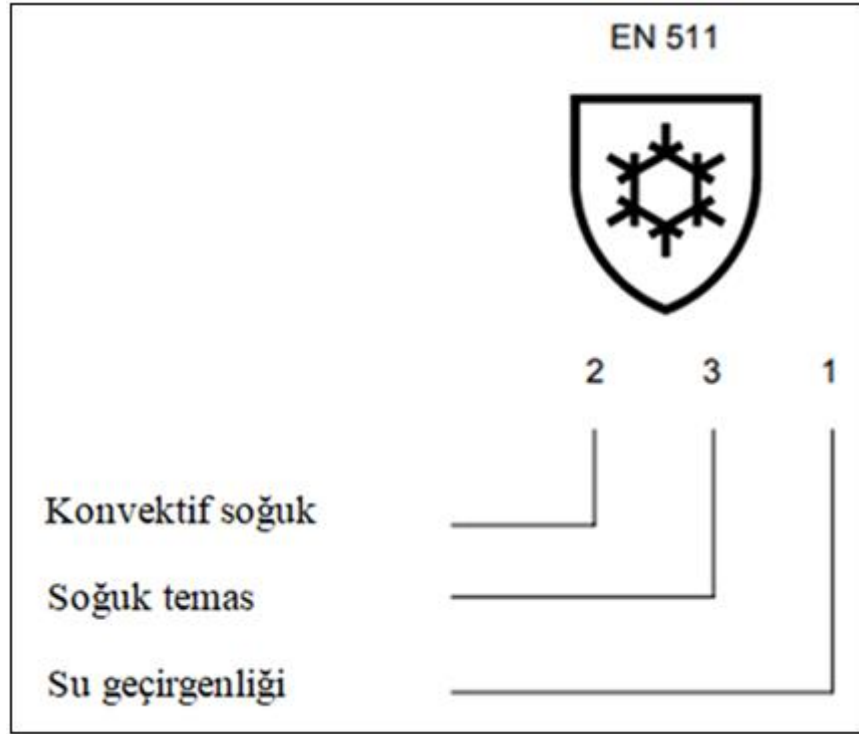 EN 511
2 3 1
Konvektif soğuk
Soğuk temas
Su geçirgenliği